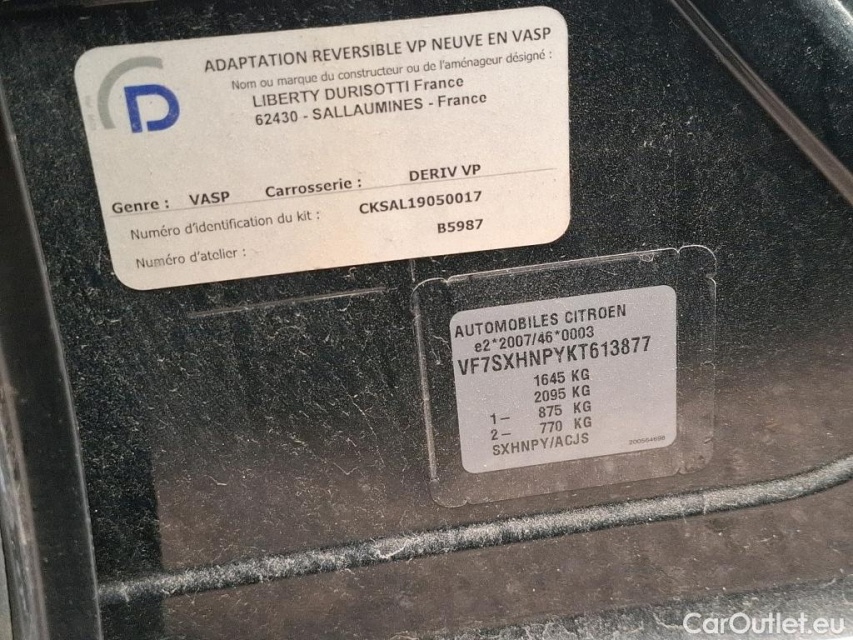 D
ADAPTATION REVERSIBLE VP NEUVE EN VASP
Nom ou marque du constructeur ou de l'aménageur désigné :
LIBERTY DURISOTTI France
62430 - SALLAUMINES - France
Genre : VASP Carrosserie : DERIV VP
Numéro d'identification du kit : CKSAL19050017
Numéro d'atelier : B5987
AUTOMOBILES CITROEN
e2*2007/46*0003
VF7SXHNPYKT613877
1645 KG
2095 KG
1— 875 KG
2— 770 KG
SXHNPY/ACJS
CarOutlet.eu